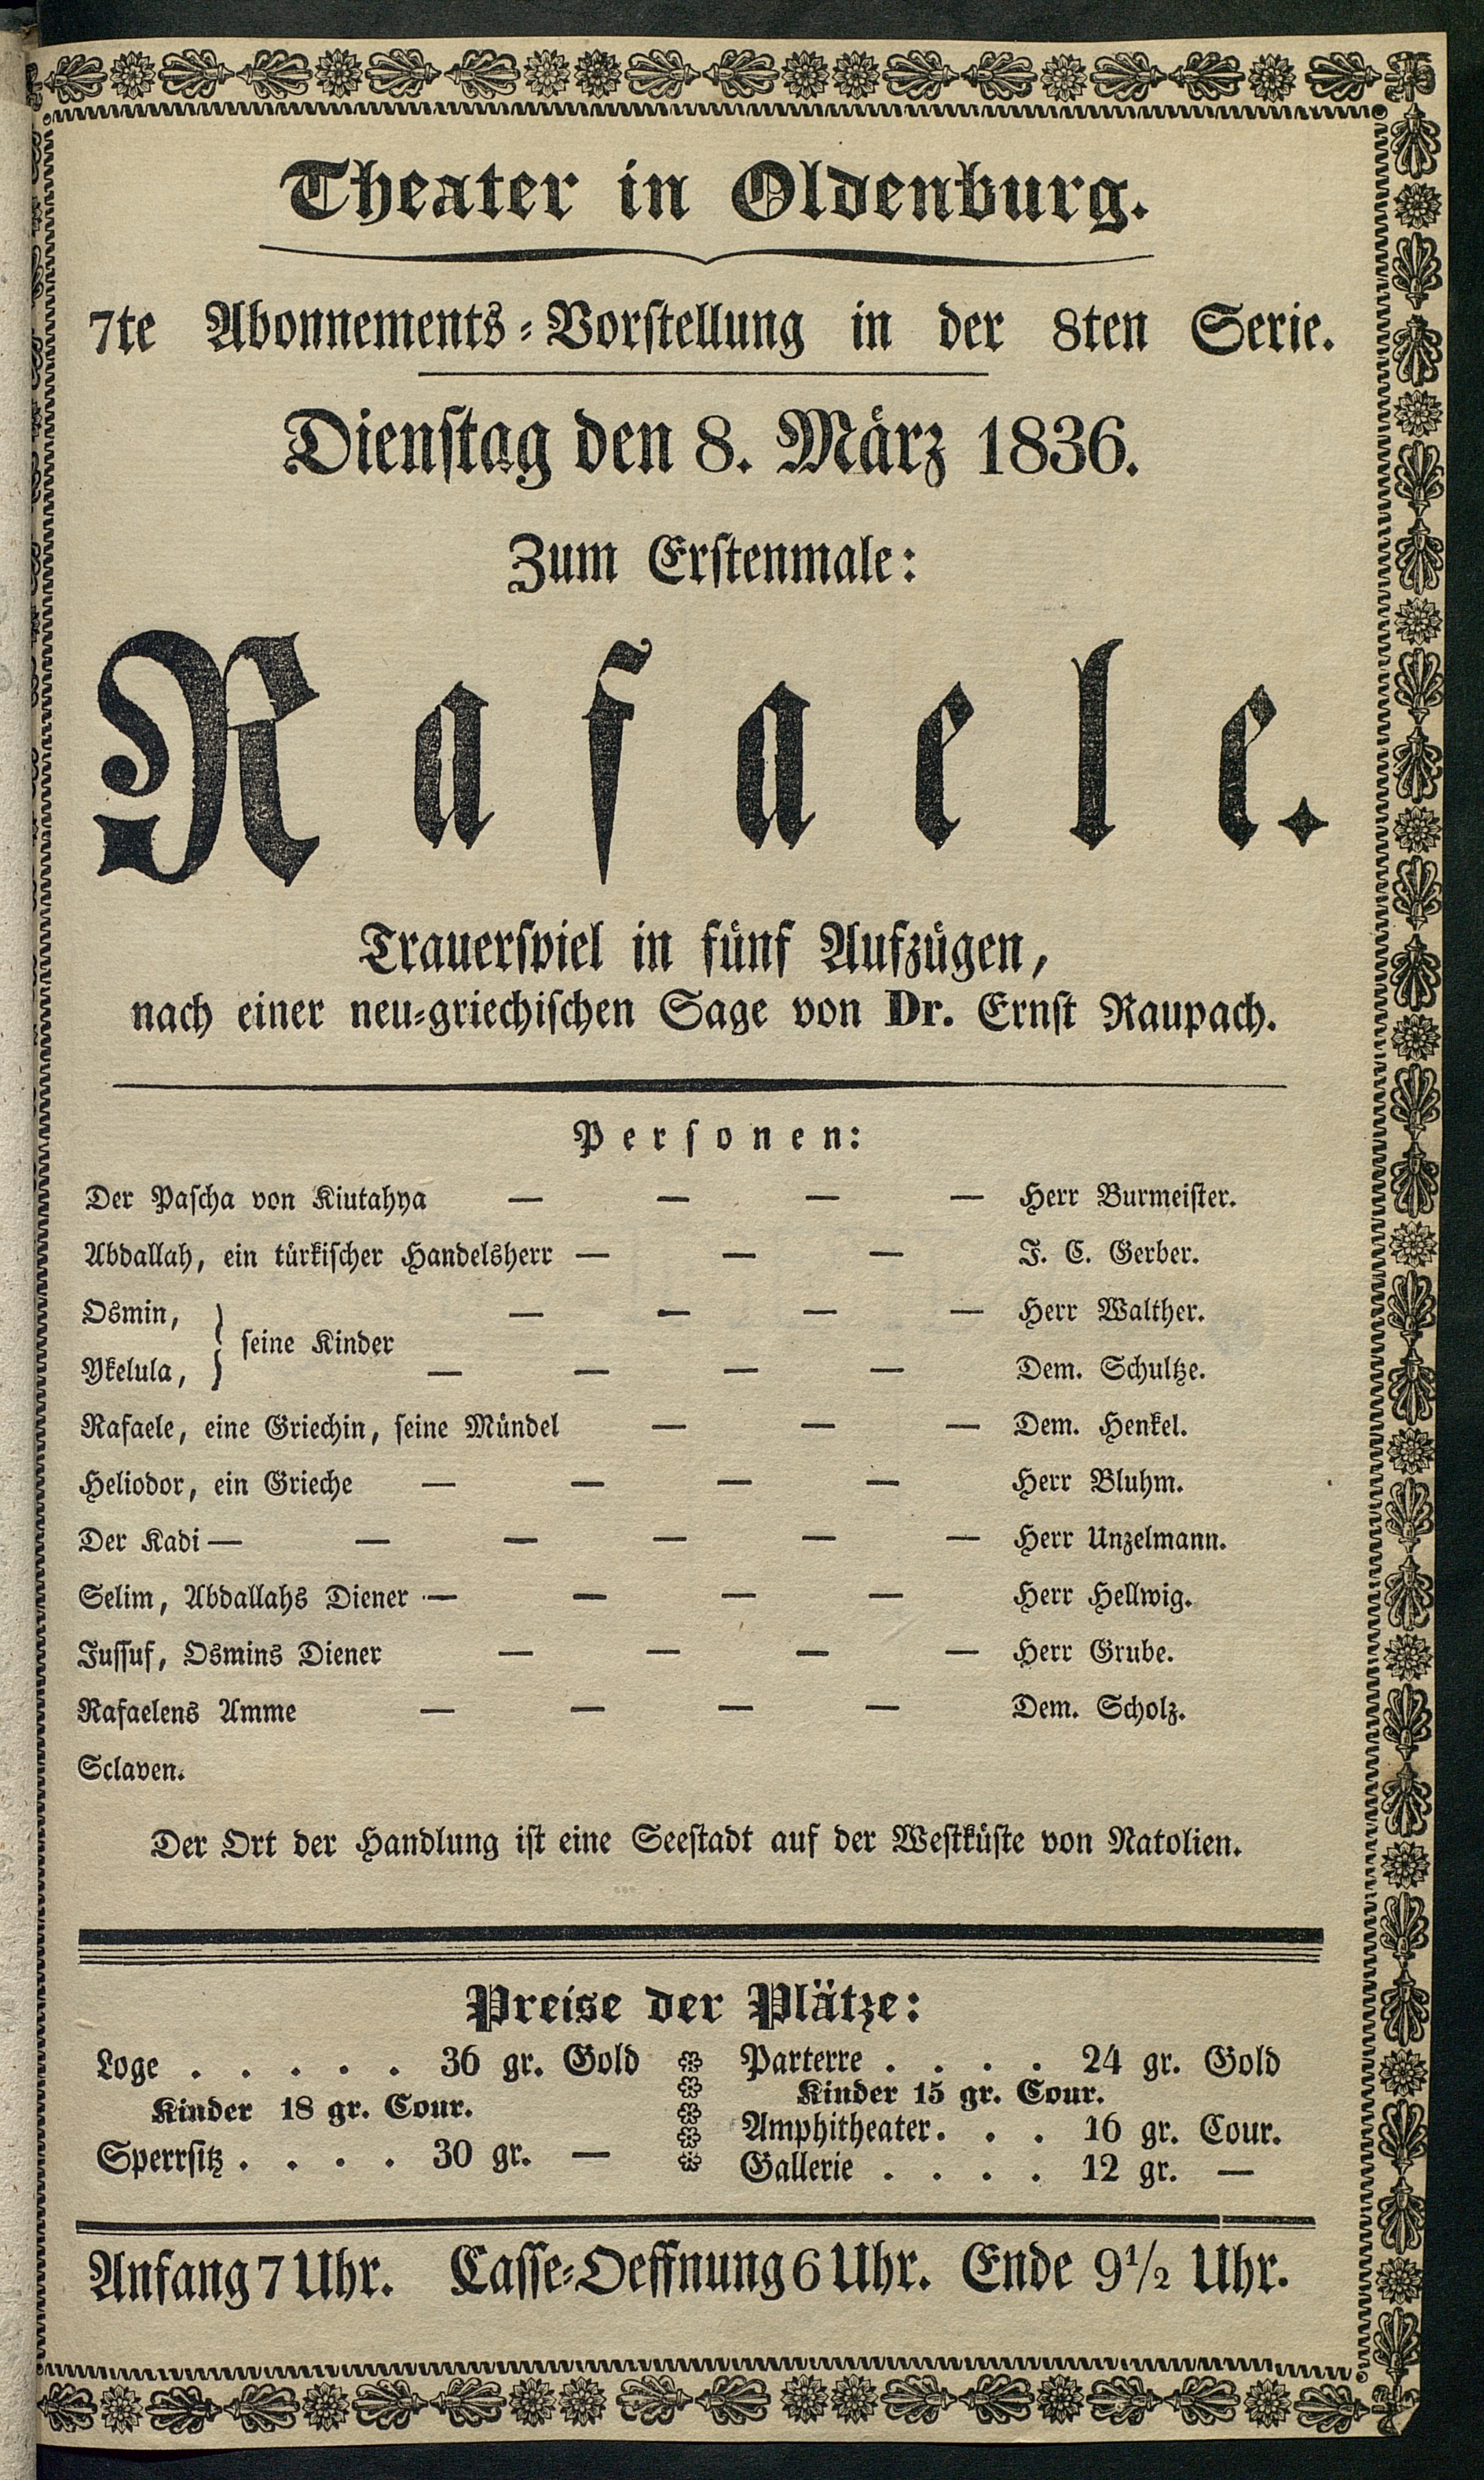 Theater in Oldenburg.
7te Abonnements-Vorstellung in der 8ten Serie.
Dienstag den 8. März 1836.
Zum Erstenmale:
Rafaele.
Trauerspiel in fünf Aufzügen,
nach einer neu-griechischen Sage von Dr. Ernst Raupach.
Personen:
Der Pascha von Kiutahya — — — — Herr Burmeister.
Abdallah, ein türkischer Handelsherr — — — J. C. Gerber.
Osmin, — — — — Herr Walther.
} seine Kinder
Ykelula, — — — — Dem. Schultze.
Rafaele, eine Griechin, seine Mündel — — — Dem. Henkel.
Heliodor, ein Grieche — — — — Herr Bluhm.
Der Kadi — — — — — — Herr Unzelmann.
Selim, Abdallahs Diener — — — — Herr Hellwig.
Jussuf, Osmins Diener — — — — Herr Grube.
Rafaelens Amme — — — — Dem. Scholz.
Sclaven.
Der Ort der Handlung ist eine Seestadt auf der Westküste von Natolien.
Preise der Plätze:
Loge . . . . . 36 gr. Gold
Kinder 18 gr. Cour.
Sperrsitz . . . . 30 gr. —
Parterre . . . . 24 gr. Gold
Kinder 15 gr. Cour.
Amphitheater. . . 16 gr. Cour.
Gallerie . . . . 12 gr. —
Anfang 7 Uhr. Casse-Oeffnung 6 Uhr. Ende 9½ Uhr.